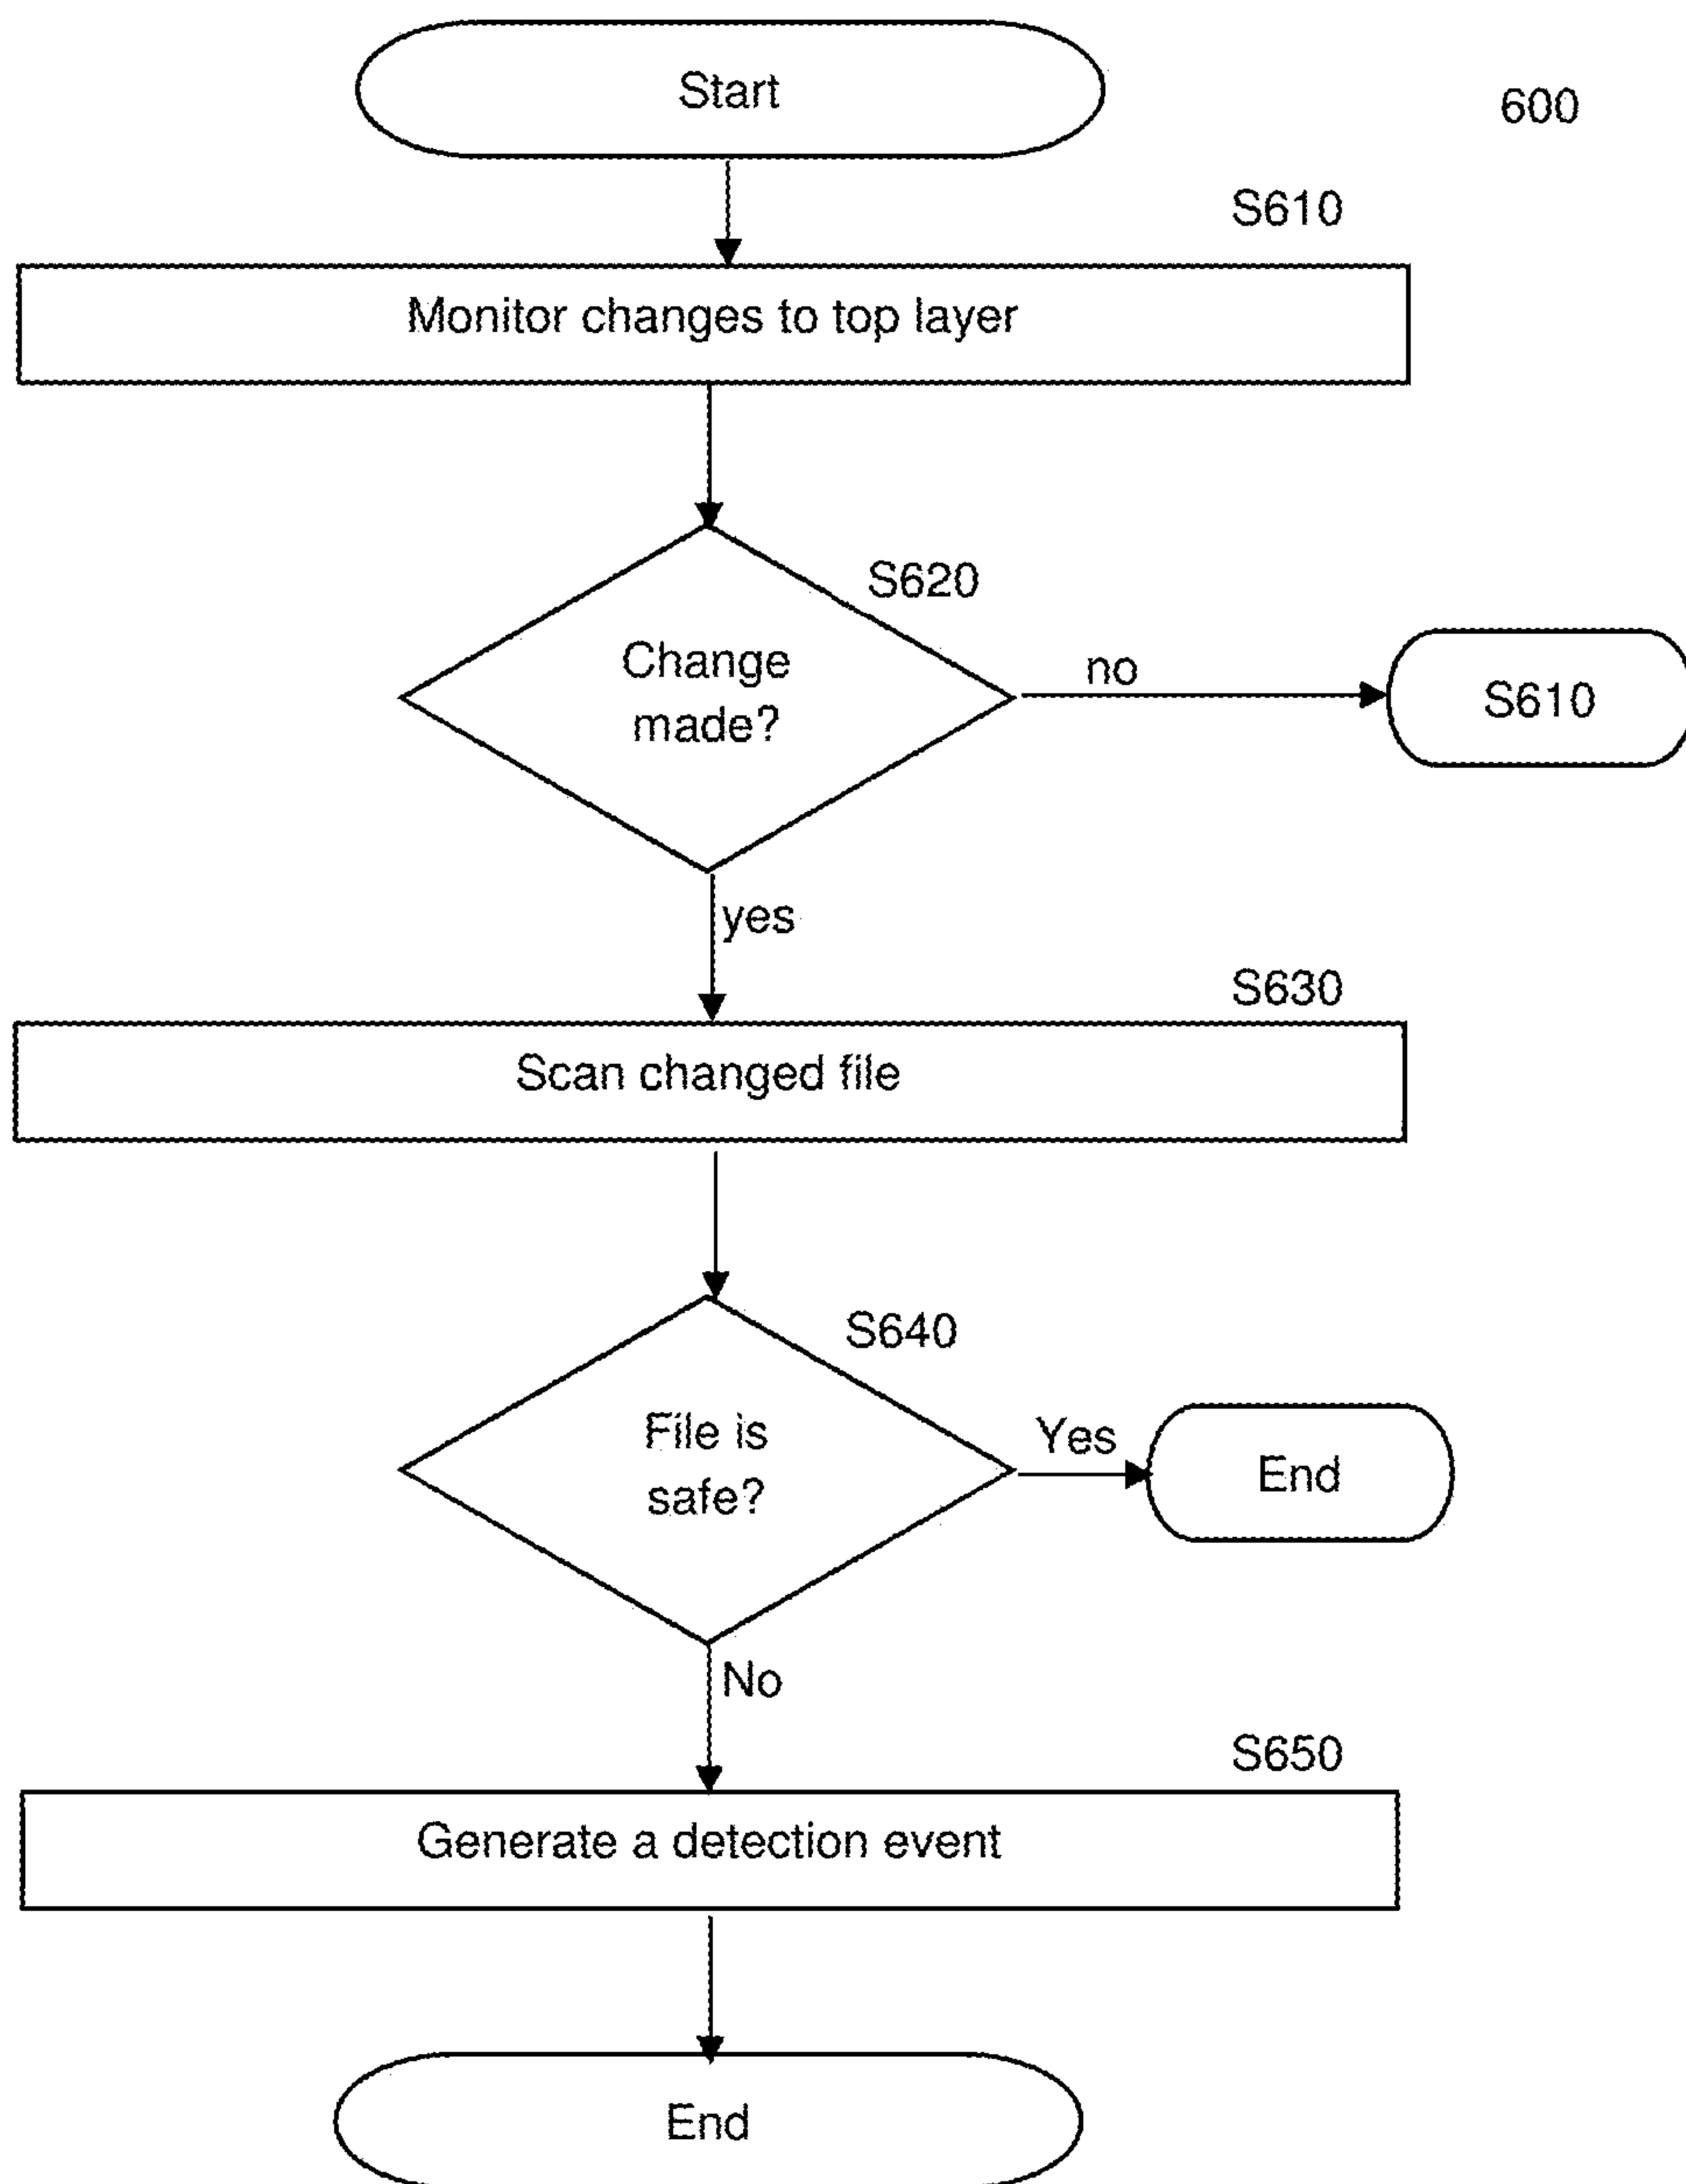 Start
600
S610
Monitor changes to top layer
S620
Change
made?
no
S610
yes
S630
Scan changed file
S640
File is
safe?
Yes
End
No
S650
Generate a detection event
End